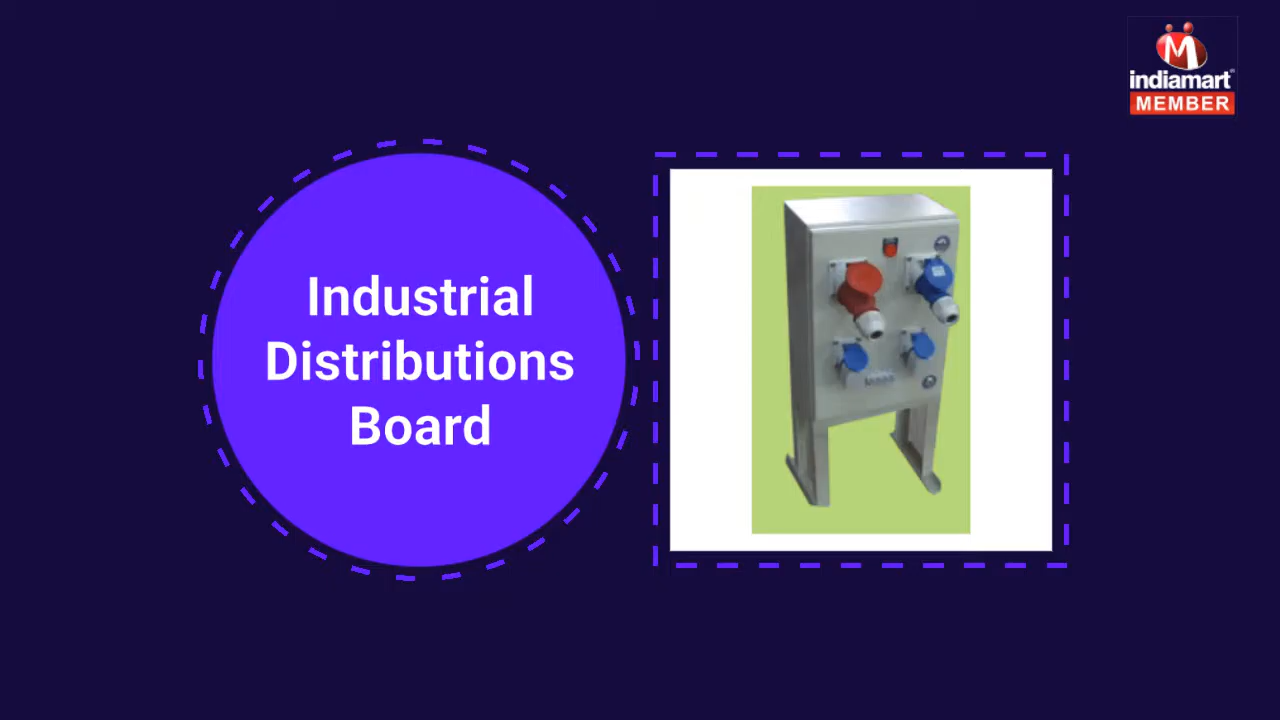 indiamart
MEMBER
Industrial
Distributions
Board